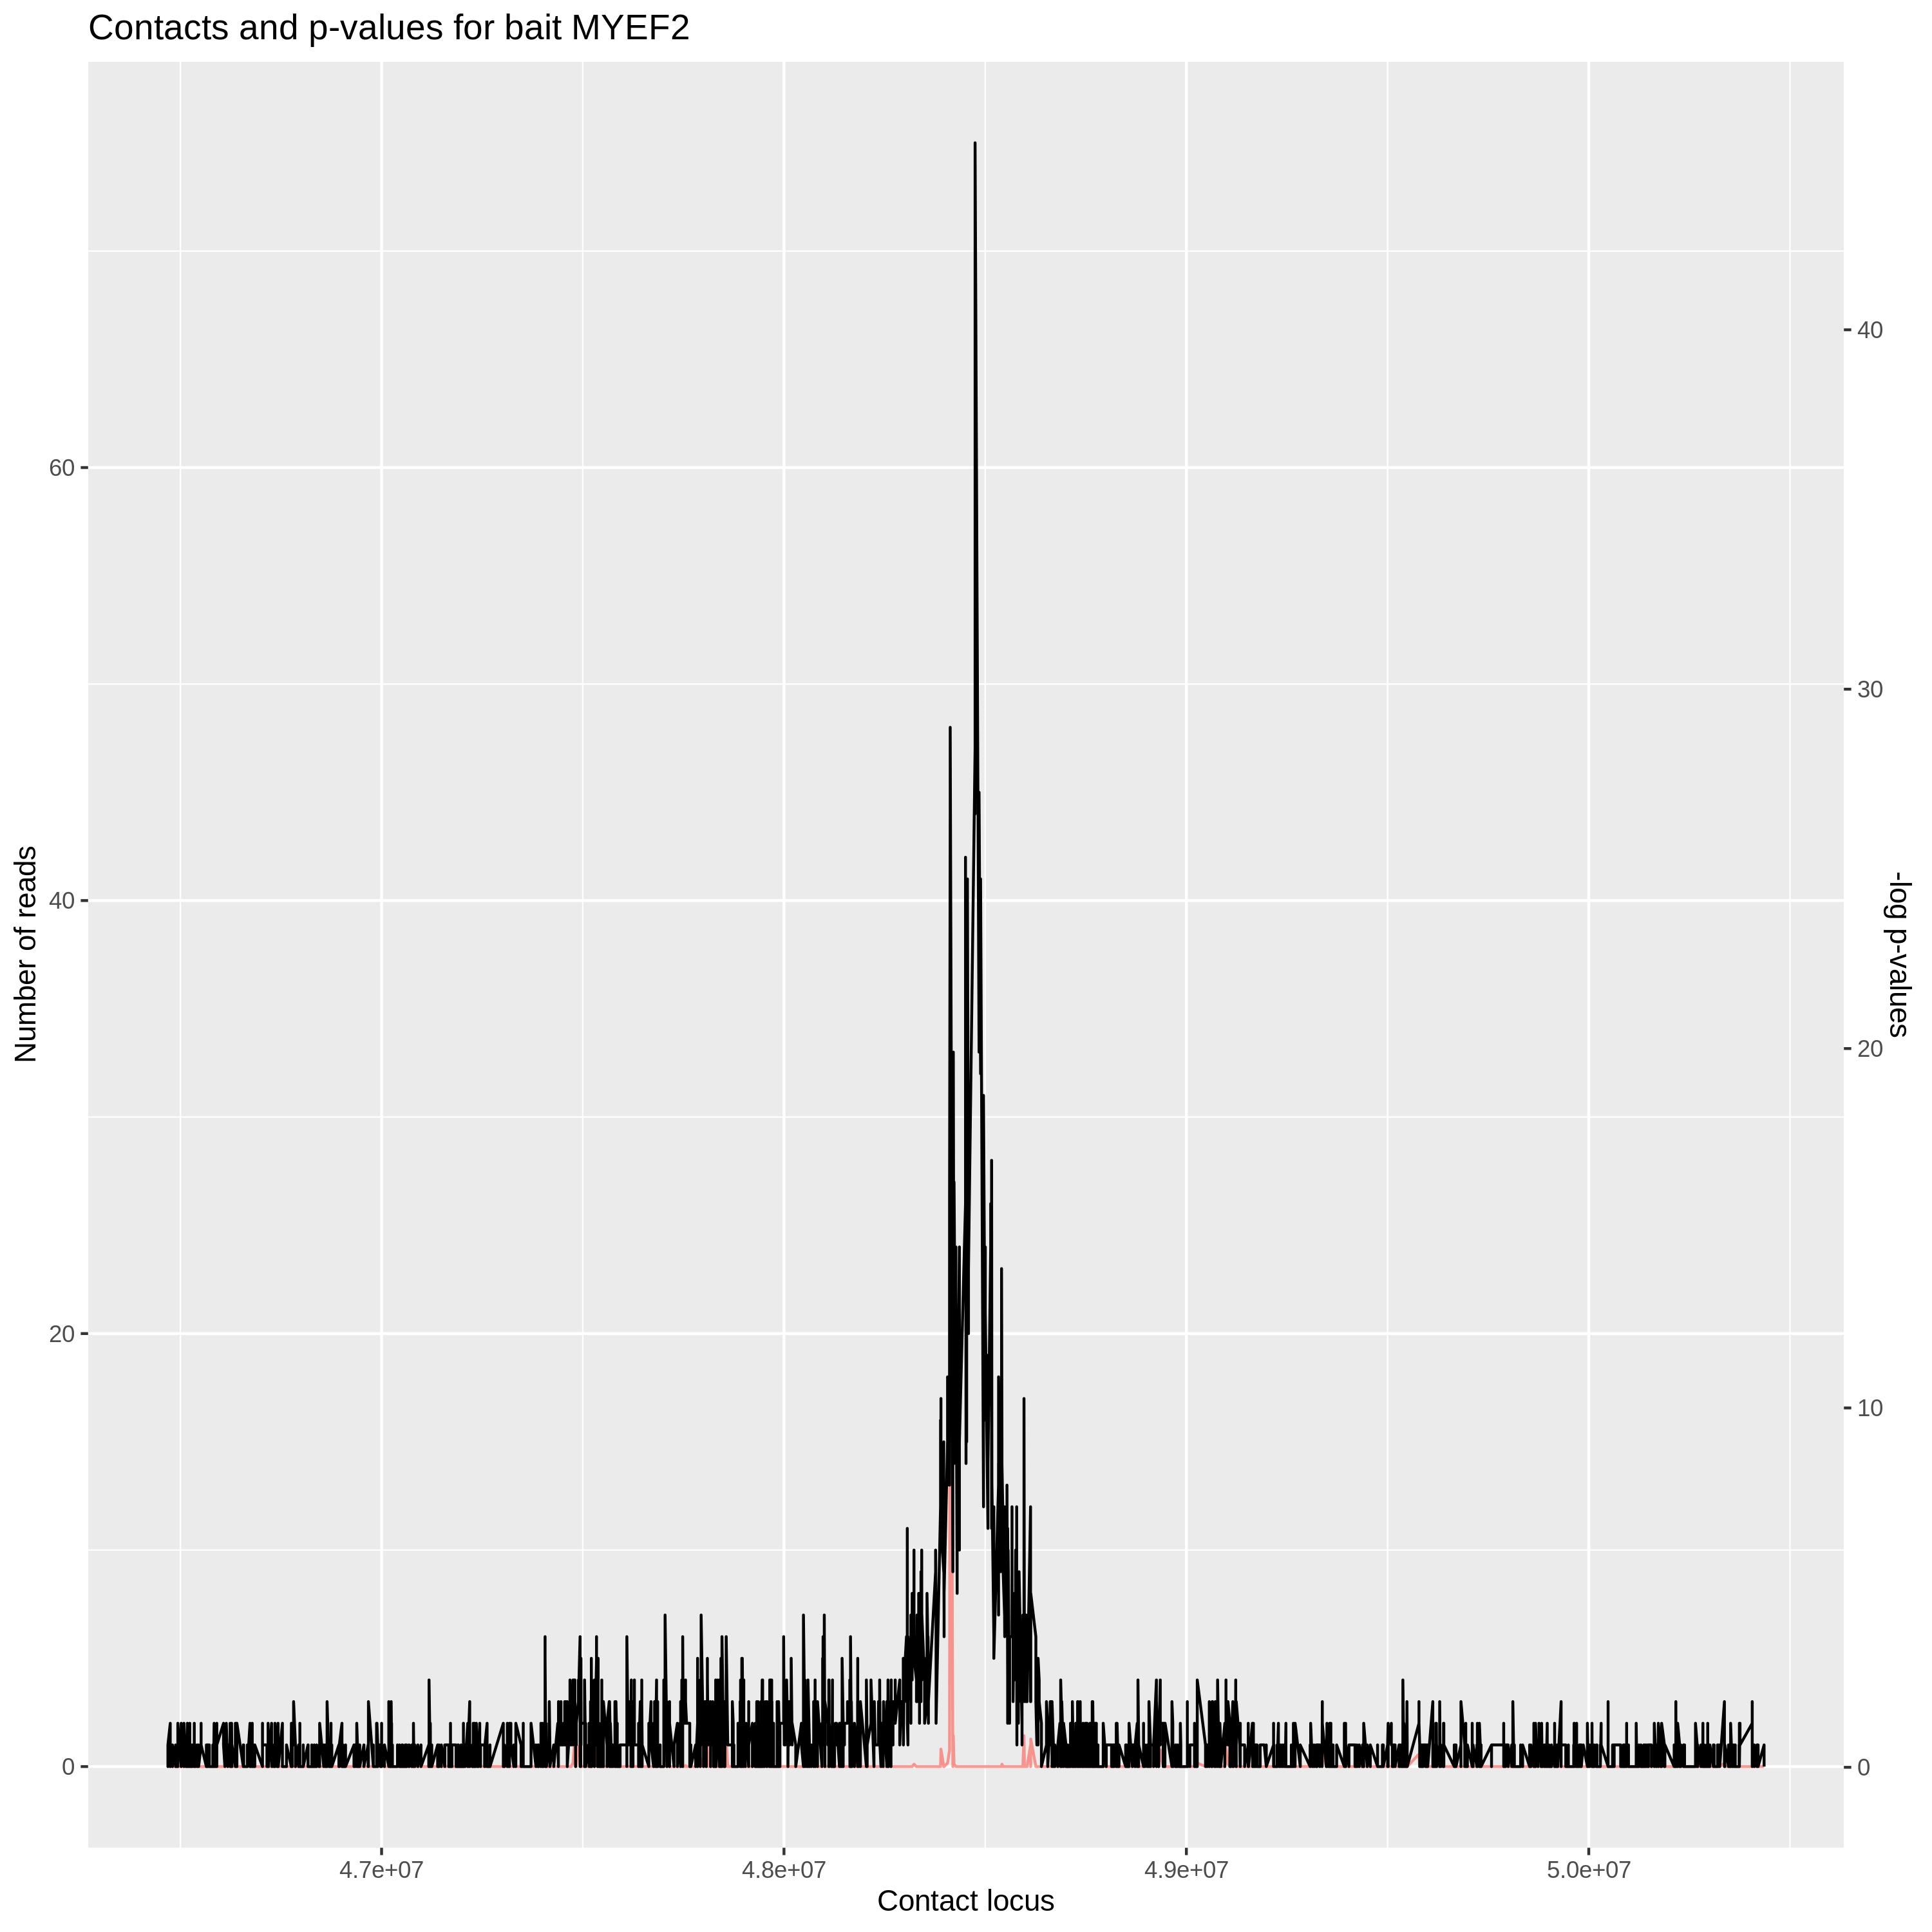 Contacts and p-values for bait MYEF2
60
40
20
0
Number of reads
40
30
20
10
0
-log p-values
4.7e+07
4.8e+07
4.9e+07
5.0e+07
Contact locus